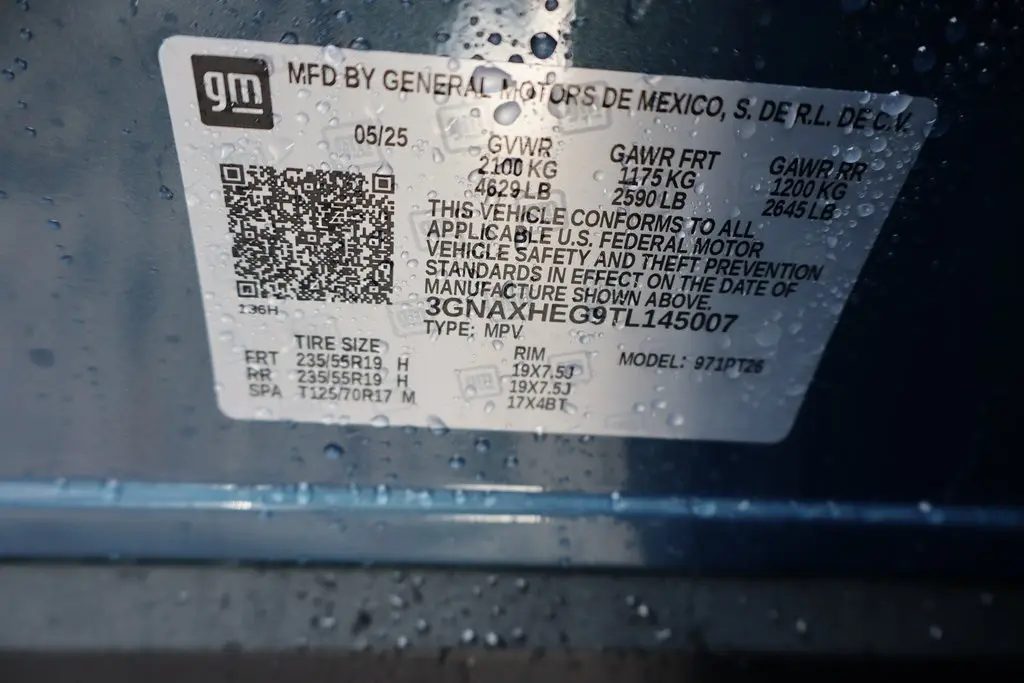 gm
MFD BY GENERAL MOTORS DE MEXICO, S. DE R.L. DE C.V.
05/25
GVWR
2100 KG
4629 LB
GAWR FRT
1175 KG
2590 LB
GAWR RR
1200 KG
2645 LB
THIS VEHICLE CONFORMS TO ALL
APPLICABLE U.S. FEDERAL MOTOR
VEHICLE SAFETY AND THEFT PREVENTION
STANDARDS IN EFFECT ON THE DATE OF
MANUFACTURE SHOWN ABOVE.
3GNAXHEG9TL145007
TYPE: MPV
136H
TIRE SIZE
FRT 235/55R19 H
RR 235/55R19 H
SPA T125/70R17 M
RIM
19X7.5J
19X7.5J
17X4BT
MODEL: 971PT26